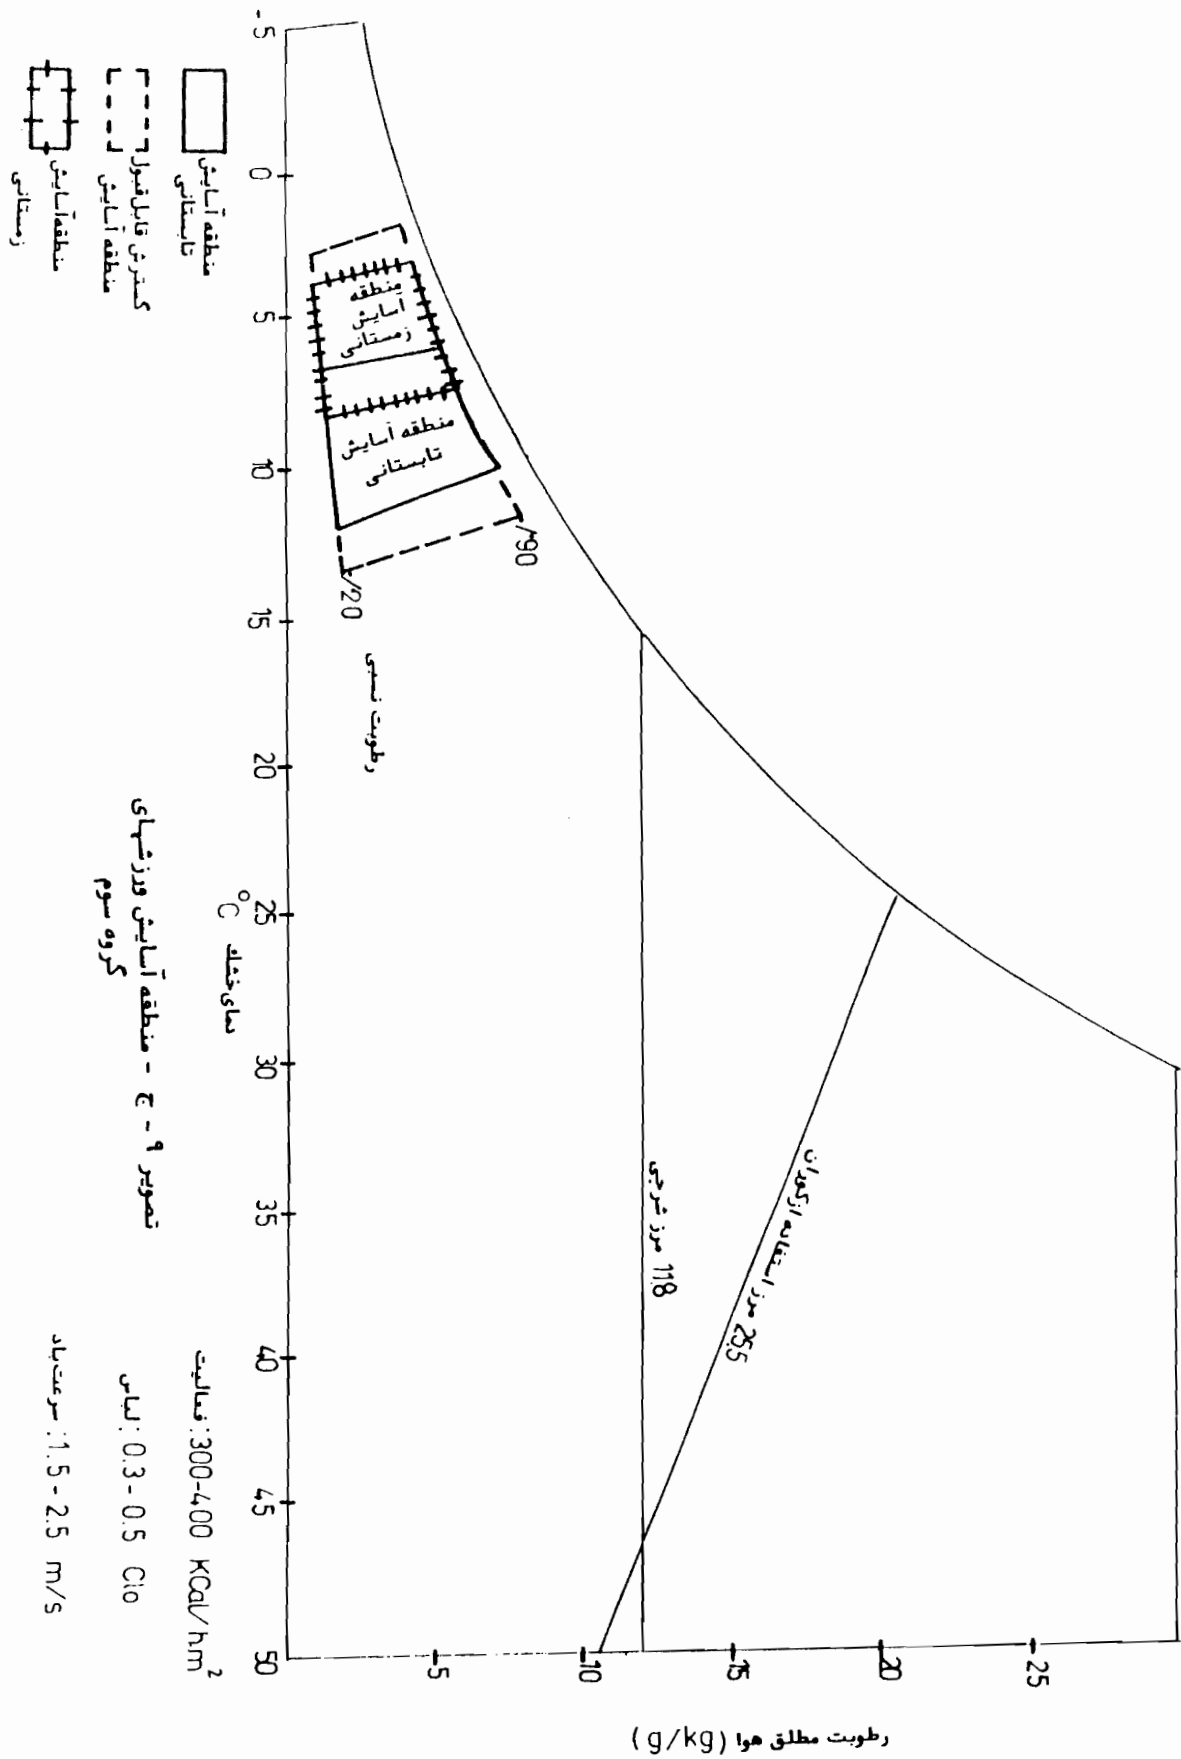 -5
0
5
10
15
20
25
30
35
40
45
50
°C
دمای خشک
5
10
15
20
25
رطوبت مطلق هوا (g/kg)
منطقه
آسایش
زمستانی
منطقه آسایش
تابستانی
%90
%20
رطوبت نسبی
11.8 مرز شرجی
25.5 مرز استفاده از کوران
منطقه آسایش
تابستانی
گسترش قابل قبول
منطقه آسایش
منطقه آسایش
زمستانی
تصویر ۹ - ج - منطقه آسایش ورزشهای
گروه سوم
فعالیت: 300-400 KCal/hm²
لباس: 0.3-0.5 Clo
سرعت باد: 1.5-2.5 m/s